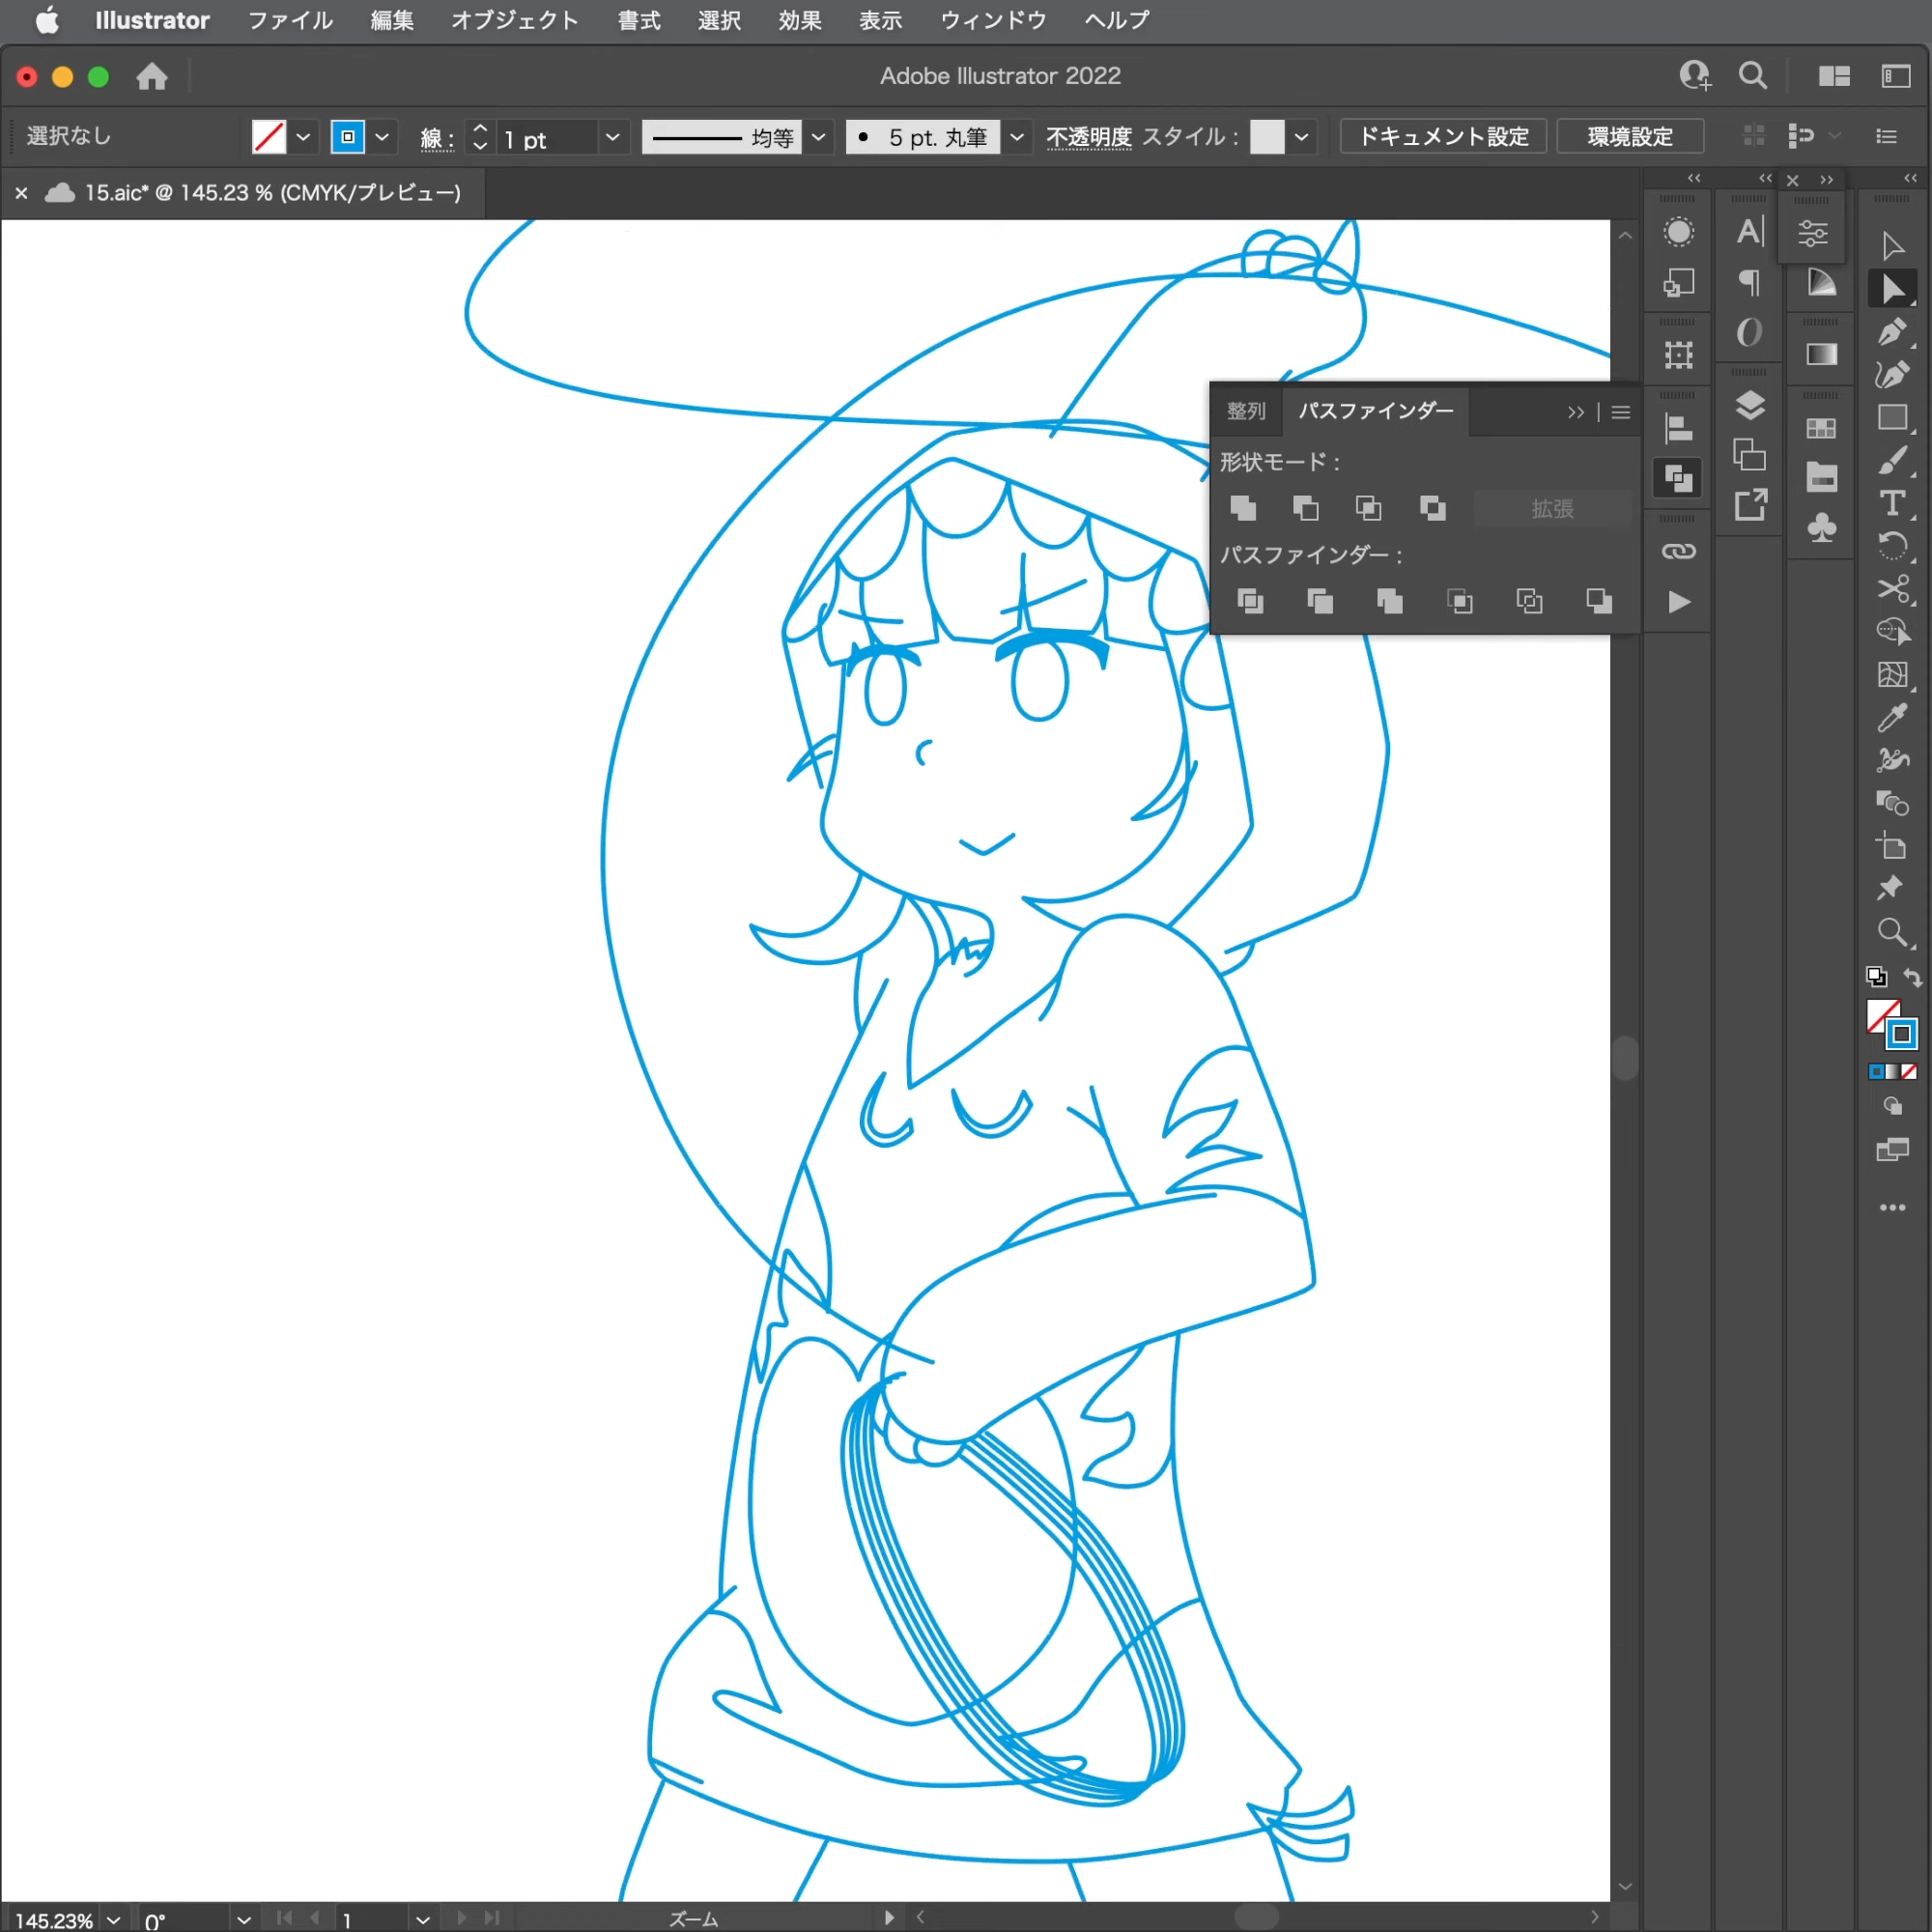 Illustrator ファイル 編集 オブジェクト 書式 選択 効果 表示 ウィンドウ ヘルプ
Adobe Illustrator 2022
選択なし 線 : 1 pt 均等 5 pt. 丸筆 不透明度 スタイル : ドキュメント設定 環境設定
15.aic* @ 145.23 % (CMYK/プレビュー)
整列 パスファインダー
形状モード :
拡張
パスファインダー :
145.23% 0° 1 ズーム